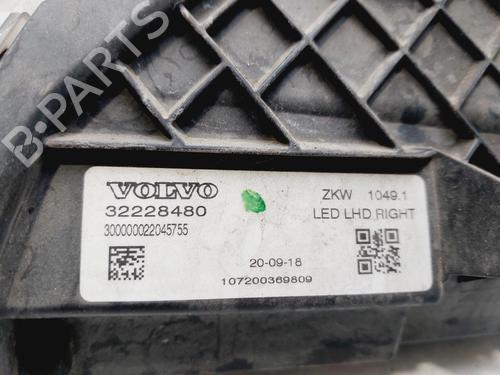 B-PARTS
VOLVO
32228480
300000022045755
ZKW 1049.1
LED LHD RIGHT
20-09-18
107200369809